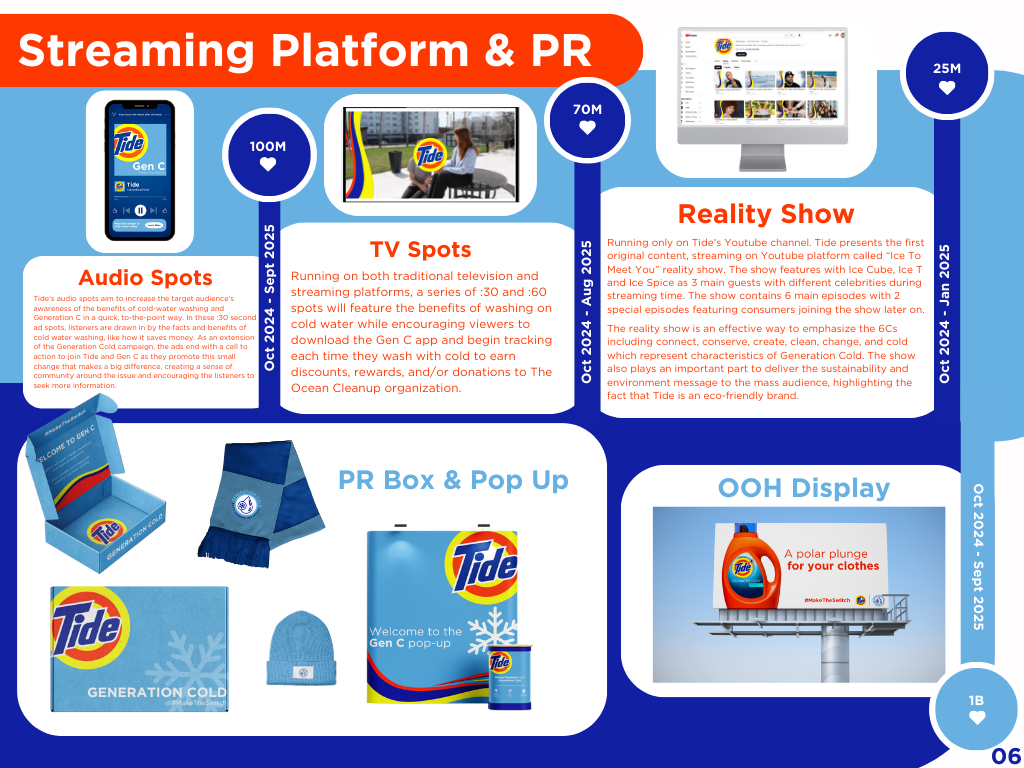 Streaming Platform & PR
100M
70M
25M
Tide
Gen C
Tide
Tide
Tide
Audio Spots
Tide's audio spots aim to increase the target audience's
awareness of the benefits of cold-water washing and
Generation C in a quick, to-the-point way. In these :30 second
ad spots, listeners are drawn in by the facts and benefits of
cold water washing, like how it saves money. As an extension
of the Generation Cold campaign, the ads end with a call to
action to join Tide and Gen C as they promote this small
change that makes a big difference, creating a sense of
community around the issue and encouraging the listeners to
seek more information.
Oct 2024 - Sept 2025
TV Spots
Running on both traditional television and
streaming platforms, a series of :30 and :60
spots will feature the benefits of washing on
cold water while encouraging viewers to
download the Gen C app and begin tracking
each time they wash with cold to earn
discounts, rewards, and/or donations to The
Ocean Cleanup organization.
Oct 2024 - Aug 2025
Reality Show
Running only on Tide's Youtube channel. Tide presents the first
original content, streaming on Youtube platform called “Ice To
Meet You” reality show. The show features with Ice Cube, Ice T
and Ice Spice as 3 main guests with different celebrities during
streaming time. The show contains 6 main episodes with 2
special episodes featuring consumers joining the show later on.
The reality show is an effective way to emphasize the 6Cs
including connect, conserve, create, clean, change, and cold
which represent characteristics of Generation Cold. The show
also plays an important part to deliver the sustainability and
environment message to the mass audience, highlighting the
fact that Tide is an eco-friendly brand.
Oct 2024 - Jan 2025
PR Box & Pop Up
#MakeTheSwitch
WELCOME TO GEN C
Tide
GENERATION COLD
Tide
GENERATION COLD
#MakeTheSwitch
Tide
Welcome to the
Gen C pop-up
Tide
OOH Display
Tide
A polar plunge
for your clothes
#MakeTheSwitch
Oct 2024 - Sept 2025
1B
06